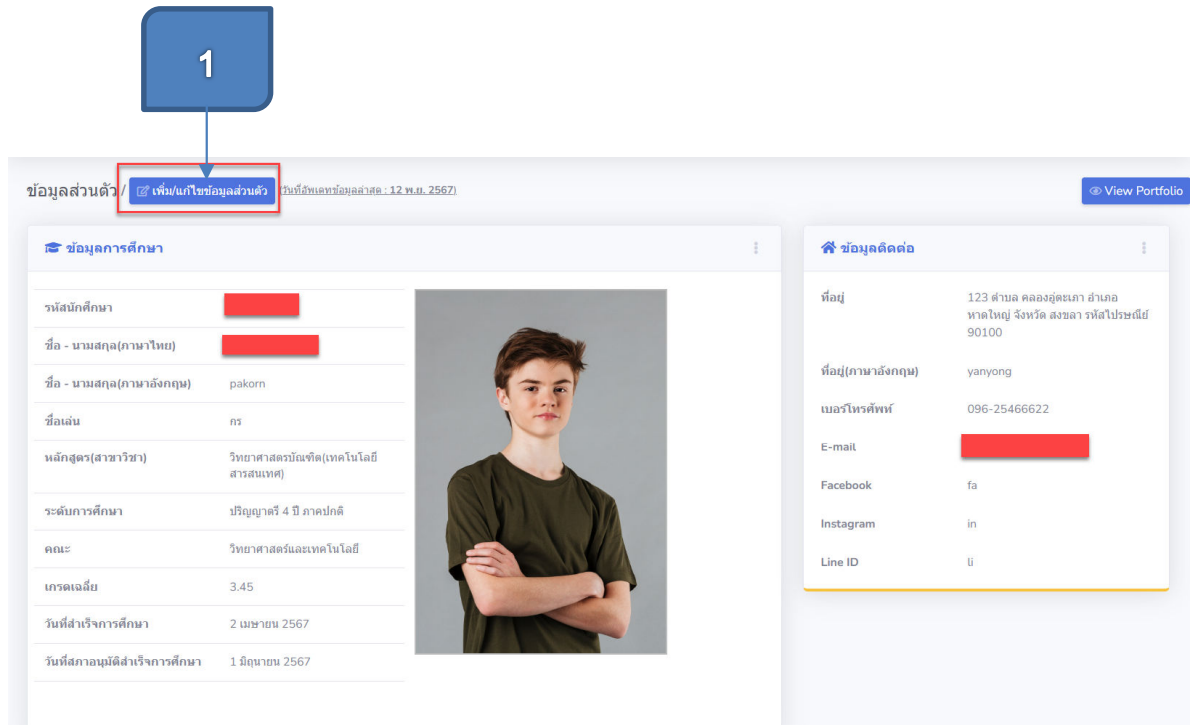 1
ข้อมูลส่วนตัว / เพิ่ม/แก้ไขข้อมูลส่วนตัว (วันที่อัพเดทข้อมูลล่าสุด : 12 พ.ย. 2567)
View Portfolio
ข้อมูลการศึกษา
รหัสนักศึกษา
ชื่อ - นามสกุล(ภาษาไทย)
ชื่อ - นามสกุล(ภาษาอังกฤษ) pakorn
ชื่อเล่น กร
หลักสูตร(สาขาวิชา) วิทยาศาสตรบัณฑิต(เทคโนโลยี
สารสนเทศ)
ระดับการศึกษา ปริญญาตรี 4 ปี ภาคปกติ
คณะ วิทยาศาสตร์และเทคโนโลยี
เกรดเฉลี่ย 3.45
วันที่สำเร็จการศึกษา 2 เมษายน 2567
วันที่สภาอนุมัติสำเร็จการศึกษา 1 มิถุนายน 2567
ข้อมูลติดต่อ
ที่อยู่ 123 ตำบล คลองอู่ตะเภา อำเภอ
หาดใหญ่ จังหวัด สงขลา รหัสไปรษณีย์
90100
ที่อยู่(ภาษาอังกฤษ) yanyong
เบอร์โทรศัพท์ 096-25466622
E-mail
Facebook fa
Instagram in
Line ID li